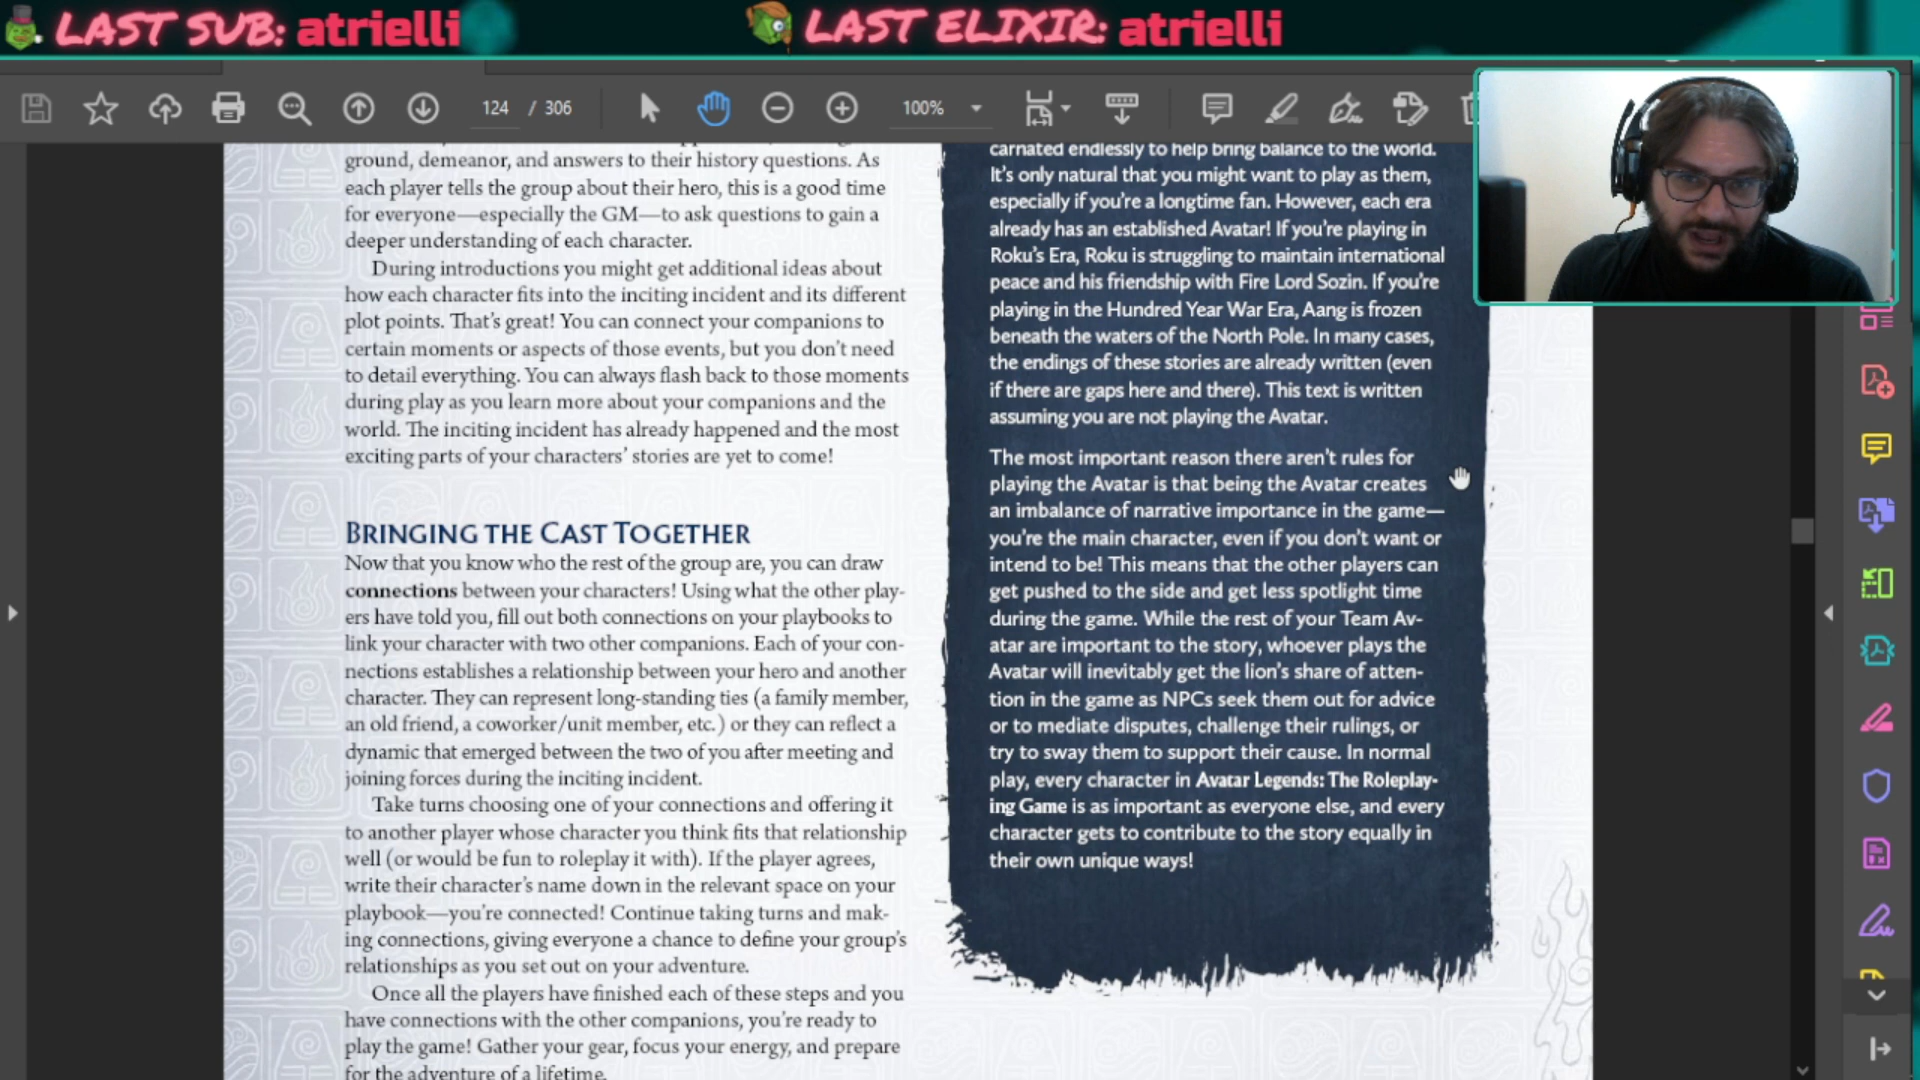 LAST SUB: atrielli
LAST ELIXIR: atrielli
124 / 306
100%
ground, demeanor, and answers to their history questions. As
each player tells the group about their hero, this is a good time
for everyone—especially the GM—to ask questions to gain a
deeper understanding of each character.
During introductions you might get additional ideas about
how each character fits into the inciting incident and its different
plot points. That's great! You can connect your companions to
certain moments or aspects of those events, but you don't need
to detail everything. You can always flash back to those moments
during play as you learn more about your companions and the
world. The inciting incident has already happened and the most
exciting parts of your characters' stories are yet to come!
BRINGING THE CAST TOGETHER
Now that you know who the rest of the group are, you can draw
connections between your characters! Using what the other play-
ers have told you, fill out both connections on your playbooks to
link your character with two other companions. Each of your con-
nections establishes a relationship between your hero and another
character. They can represent long-standing ties (a family member,
an old friend, a coworker/unit member, etc.) or they can reflect a
dynamic that emerged between the two of you after meeting and
joining forces during the inciting incident.
Take turns choosing one of your connections and offering it
to another player whose character you think fits that relationship
well (or would be fun to roleplay it with). If the player agrees,
write their character's name down in the relevant space on your
playbook—you're connected! Continue taking turns and mak-
ing connections, giving everyone a chance to define your group's
relationships as you set out on your adventure.
Once all the players have finished each of these steps and you
have connections with the other companions, you're ready to
play the game! Gather your gear, focus your energy, and prepare
for the adventure of a lifetime.
carnated endlessly to help bring balance to the world.
It's only natural that you might want to play as them,
especially if you're a longtime fan. However, each era
already has an established Avatar! If you're playing in
Roku's Era, Roku is struggling to maintain international
peace and his friendship with Fire Lord Sozin. If you're
playing in the Hundred Year War Era, Aang is frozen
beneath the waters of the North Pole. In many cases,
the endings of these stories are already written (even
if there are gaps here and there). This text is written
assuming you are not playing the Avatar.
The most important reason there aren't rules for
playing the Avatar is that being the Avatar creates
an imbalance of narrative importance in the game—
you're the main character, even if you don't want or
intend to be! This means that the other players can
get pushed to the side and get less spotlight time
during the game. While the rest of your Team Av-
atar are important to the story, whoever plays the
Avatar will inevitably get the lion's share of atten-
tion in the game as NPCs seek them out for advice
or to mediate disputes, challenge their rulings, or
try to sway them to support their cause. In normal
play, every character in Avatar Legends: The Roleplay-
ing Game is as important as everyone else, and every
character gets to contribute to the story equally in
their own unique ways!